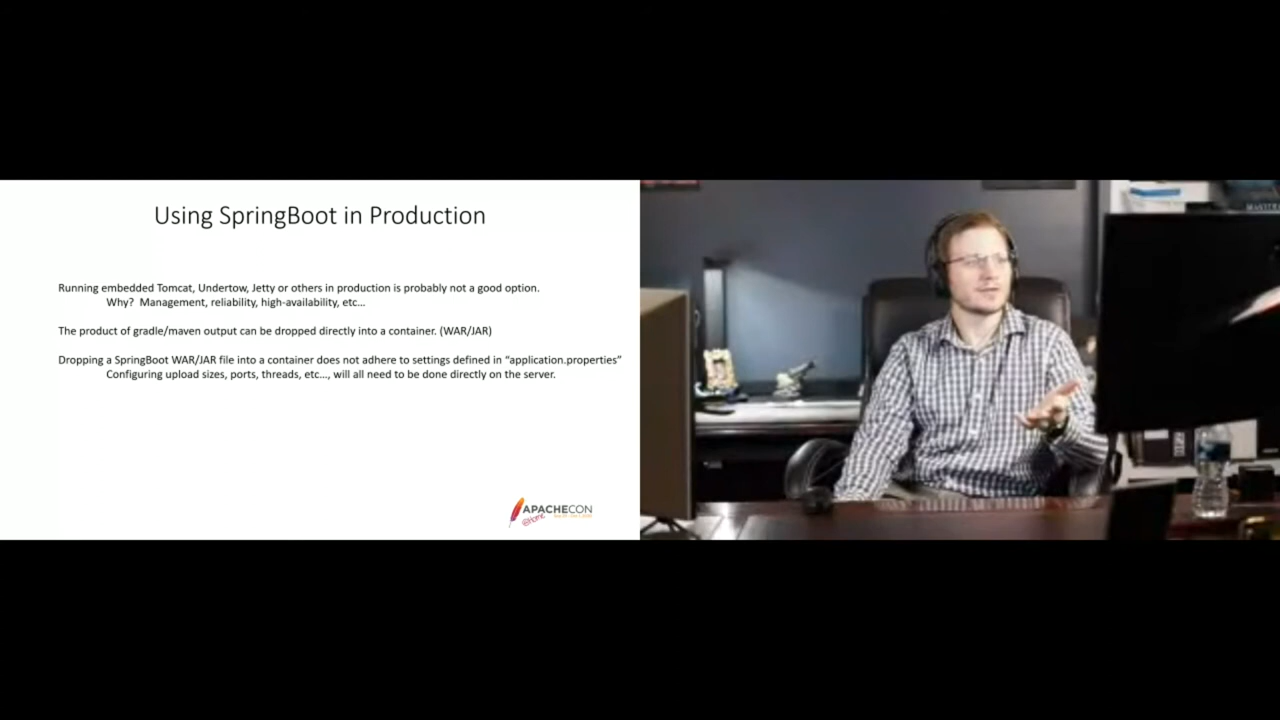 Using SpringBoot in Production
Running embedded Tomcat, Undertow, Jetty or others in production is probably not a good option.
Why? Management, reliability, high-availability, etc…
The product of gradle/maven output can be dropped directly into a container. (WAR/JAR)
Dropping a SpringBoot WAR/JAR file into a container does not adhere to settings defined in “application.properties”
Configuring upload sizes, ports, threads, etc…, will all need to be done directly on the server.
APACHECON
@Home